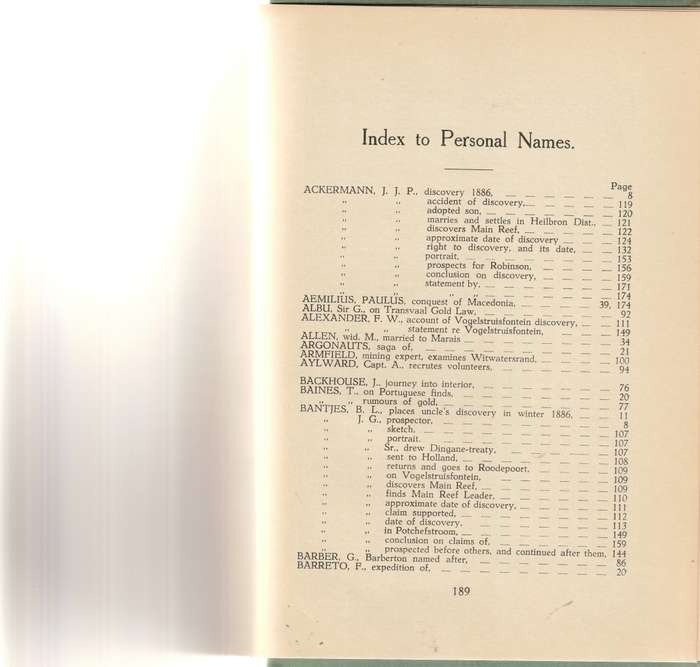 Index to Personal Names.
Page
ACKERMANN, J. J. P., discovery 1886, — — — — — — 8
„ „ accident of discovery, — — — — — 119
„ „ adopted son, — — — — — — 120
„ „ marries and settles in Heilbron Dist., — 121
„ „ discovers Main Reef, — — — — — 122
„ „ approximate date of discovery — — — 124
„ „ right to discovery, and its date, — — 132
„ „ portrait, — — — — — — — 153
„ „ prospects for Robinson, — — — — 156
„ „ conclusion on discovery, — — — — 159
„ „ statement by, — — — — — — 171
„ „ „ „ — — — — — — 174
AEMILIUS, PAULUS, conquest of Macedonia, — — — — 39, 174
ALBU, Sir G., on Transvaal Gold Law, — — — — — 92
ALEXANDER, F. W., account of Vogelstruisfontein discovery, — — 111
„ „ statement re Vogelstruisfontein, — — — 149
ALLEN, wid. M., married to Marais — — — — — — 34
ARGONAUTS, saga of, — — — — — — — — 21
ARMFIELD, mining expert, examines Witwatersrand, — — — — 100
AYLWARD, Capt. A., recrutes volunteers, — — — — — 94
BACKHOUSE, J., journey into interior, — — — — — — 76
BAINES, T., on Portuguese finds, — — — — — — 20
„ „ rumours of gold, — — — — — — — 77
BANTJES, B. L., places uncle's discovery in winter 1886, — — 11
„ J. G., prospector, — — — — — — — 8
„ „ sketch, — — — — — — — 107
„ „ portrait, — — — — — — — 107
„ „ Sr., drew Dingane-treaty, — — — — — 107
„ „ sent to Holland, — — — — — — 108
„ „ returns and goes to Roodepoort, — — — — 109
„ „ on Vogelstruisfontein, — — — — — 109
„ „ discovers Main Reef, — — — — — 109
„ „ finds Main Reef Leader, — — — — — 110
„ „ approximate date of discovery, — — — — 111
„ „ claim supported, — — — — — — 112
„ „ date of discovery, — — — — — — 113
„ „ in Potchefstroom, — — — — — — 149
„ „ conclusion on claims of, — — — — — 159
„ „ prospected before others, and continued after them, 144
BARBER, G., Barberton named after, — — — — — — 86
BARRETO, F., expedition of, — — — — — — — 20
189